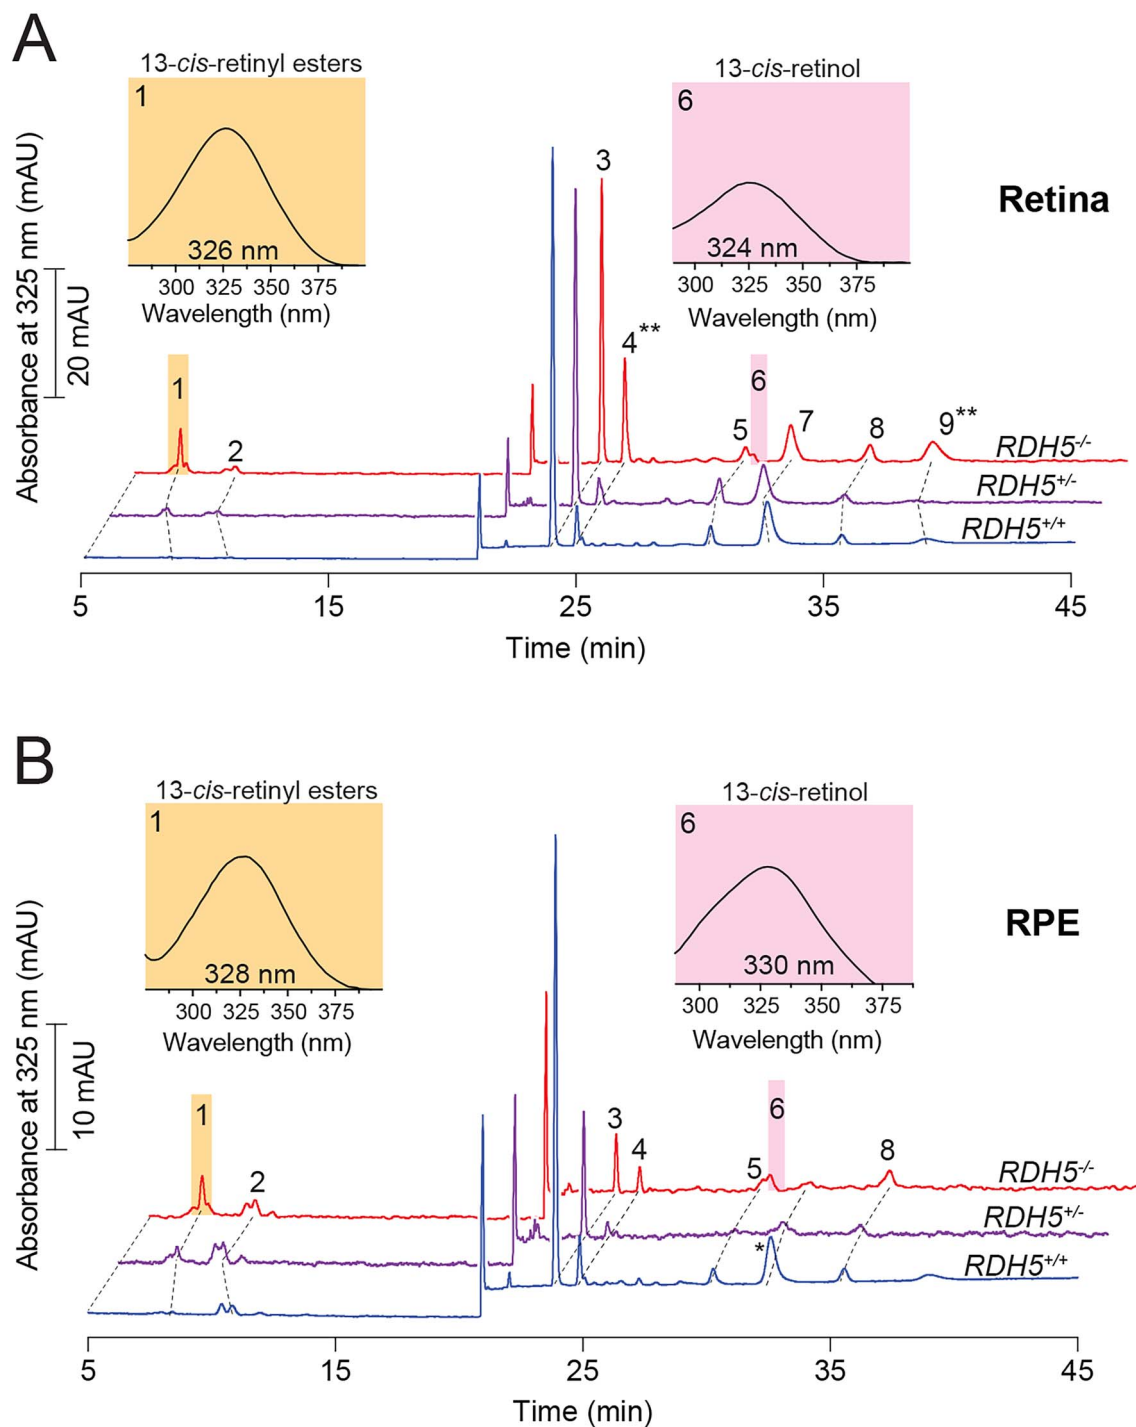 A
13-cis-retinyl esters
1
326 nm
300 325 350 375
Wavelength (nm)
13-cis-retinol
6
324 nm
300 325 350 375
Wavelength (nm)
Retina
Absorbance at 325 nm (mAU)
20 mAU
1
2
3
4**
5
6
7
8
9**
RDH5-/-
RDH5+/-
RDH5+/+
5 15 25 35 45
Time (min)
B
13-cis-retinyl esters
1
328 nm
300 325 350 375
Wavelength (nm)
13-cis-retinol
6
330 nm
300 325 350 375
Wavelength (nm)
RPE
Absorbance at 325 nm (mAU)
10 mAU
1
2
3
4
5
6
8
*
RDH5-/-
RDH5+/-
RDH5+/+
5 15 25 35 45
Time (min)